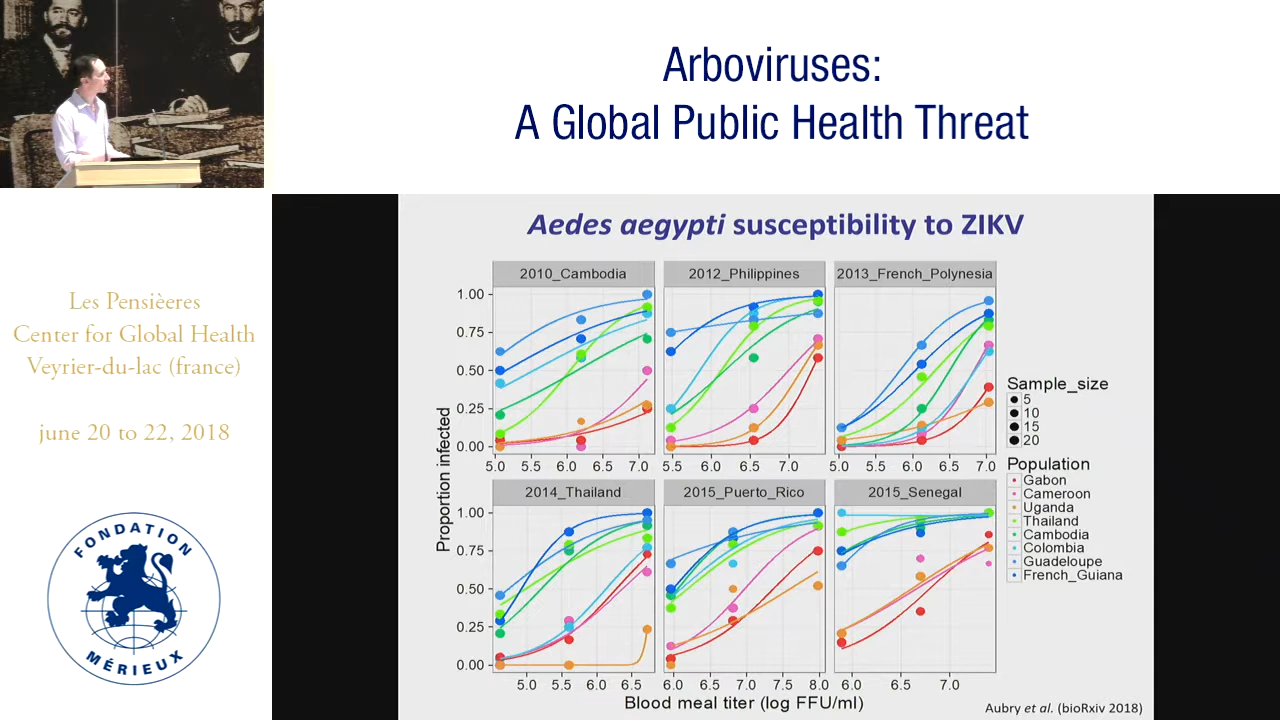 Arboviruses:
A Global Public Health Threat
Les Pensièeres
Center for Global Health
Veyrier-du-lac (france)
june 20 to 22, 2018
FONDATION
MÉRIEUX
Aedes aegypti susceptibility to ZIKV
2010_Cambodia
2012_Philippines
2013_French_Polynesia
1.00
0.75
0.50
0.25
0.00
5.0 5.5 6.0 6.5 7.0
5.5 6.0 6.5 7.0
5.0 5.5 6.0 6.5 7.0
2014_Thailand
2015_Puerto_Rico
2015_Senegal
1.00
0.75
0.50
0.25
0.00
5.0 5.5 6.0 6.5
6.0 6.5 7.0 7.5 8.0
6.0 6.5 7.0
Proportion infected
Blood meal titer (log FFU/ml)
Sample_size
5
10
15
20
Population
Gabon
Cameroon
Uganda
Thailand
Cambodia
Colombia
Guadeloupe
French_Guiana
Aubry et al. (bioRxiv 2018)